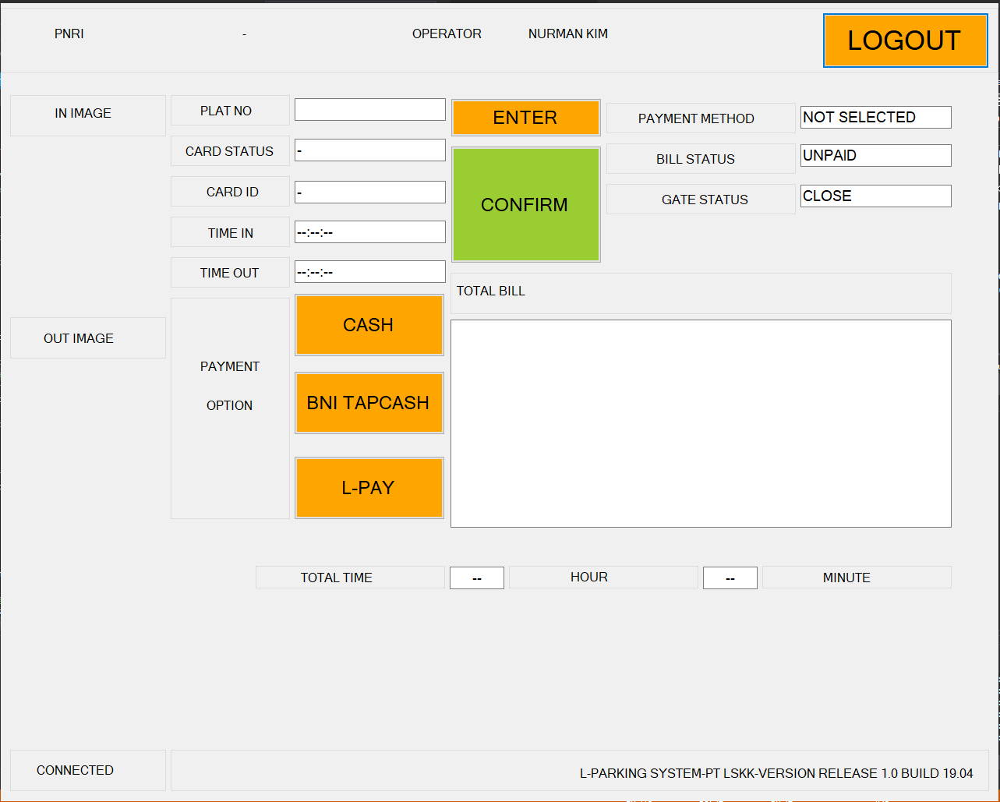 PNRI - OPERATOR NURMAN KIM LOGOUT
IN IMAGE
PLAT NO
ENTER
PAYMENT METHOD NOT SELECTED
CARD STATUS -
BILL STATUS UNPAID
CARD ID -
CONFIRM
GATE STATUS CLOSE
TIME IN --:--:--
TIME OUT --:--:--
TOTAL BILL
OUT IMAGE
PAYMENT
OPTION
CASH
BNI TAPCASH
L-PAY
TOTAL TIME -- HOUR -- MINUTE
CONNECTED
L-PARKING SYSTEM-PT LSKK-VERSION RELEASE 1.0 BUILD 19.04